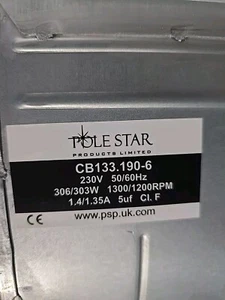 POLE STAR
PRODUCTS LIMITED
CB133.190-6
230V 50/60Hz
306/303W 1300/1200RPM
1.4/1.35A 5uf Cl. F
CE www.psp.uk.com